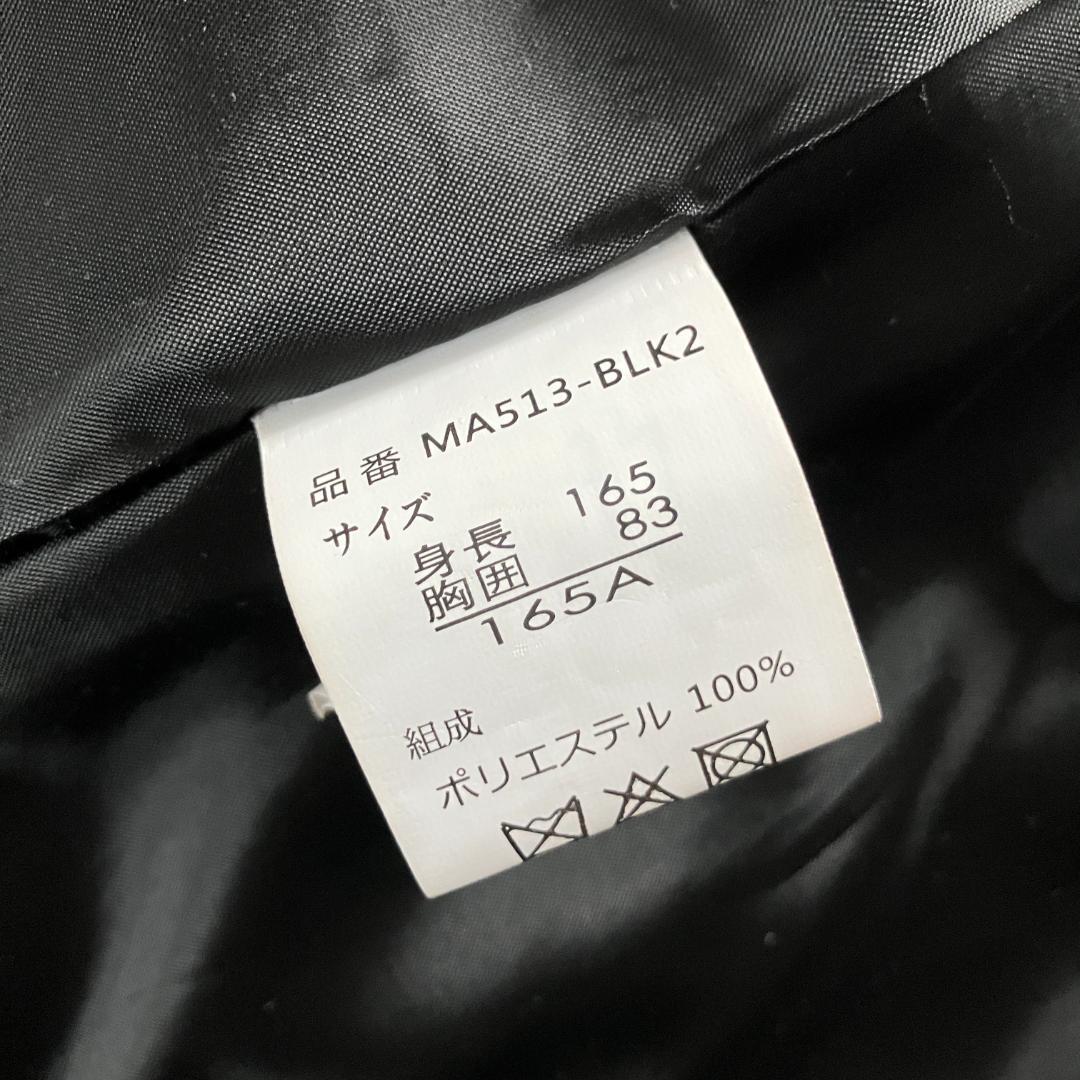 品番 MA513-BLK2
サイズ
身長 165
胸囲 83
165A
組成
ポリエステル 100%